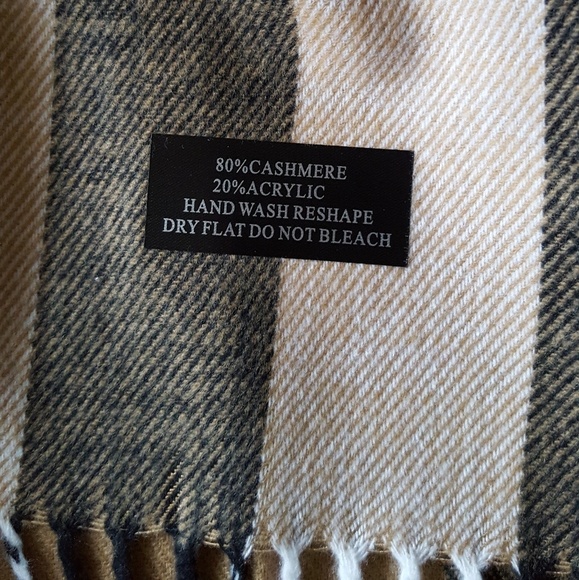 80%CASHMERE
20%ACRYLIC
HAND WASH RESHAPE
DRY FLAT DO NOT BLEACH